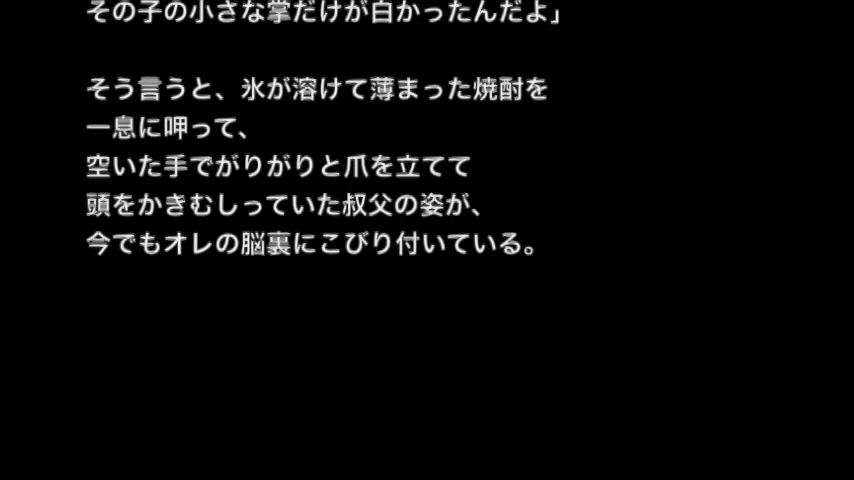 その子の小さな掌だけが白かったんだよ」
そう言うと、氷が溶けて薄まった焼酎を
一息に呷って、
空いた手でがりがりと爪を立てて
頭をかきむしっていた叔父の姿が、
今でもオレの脳裏にこびり付いている。